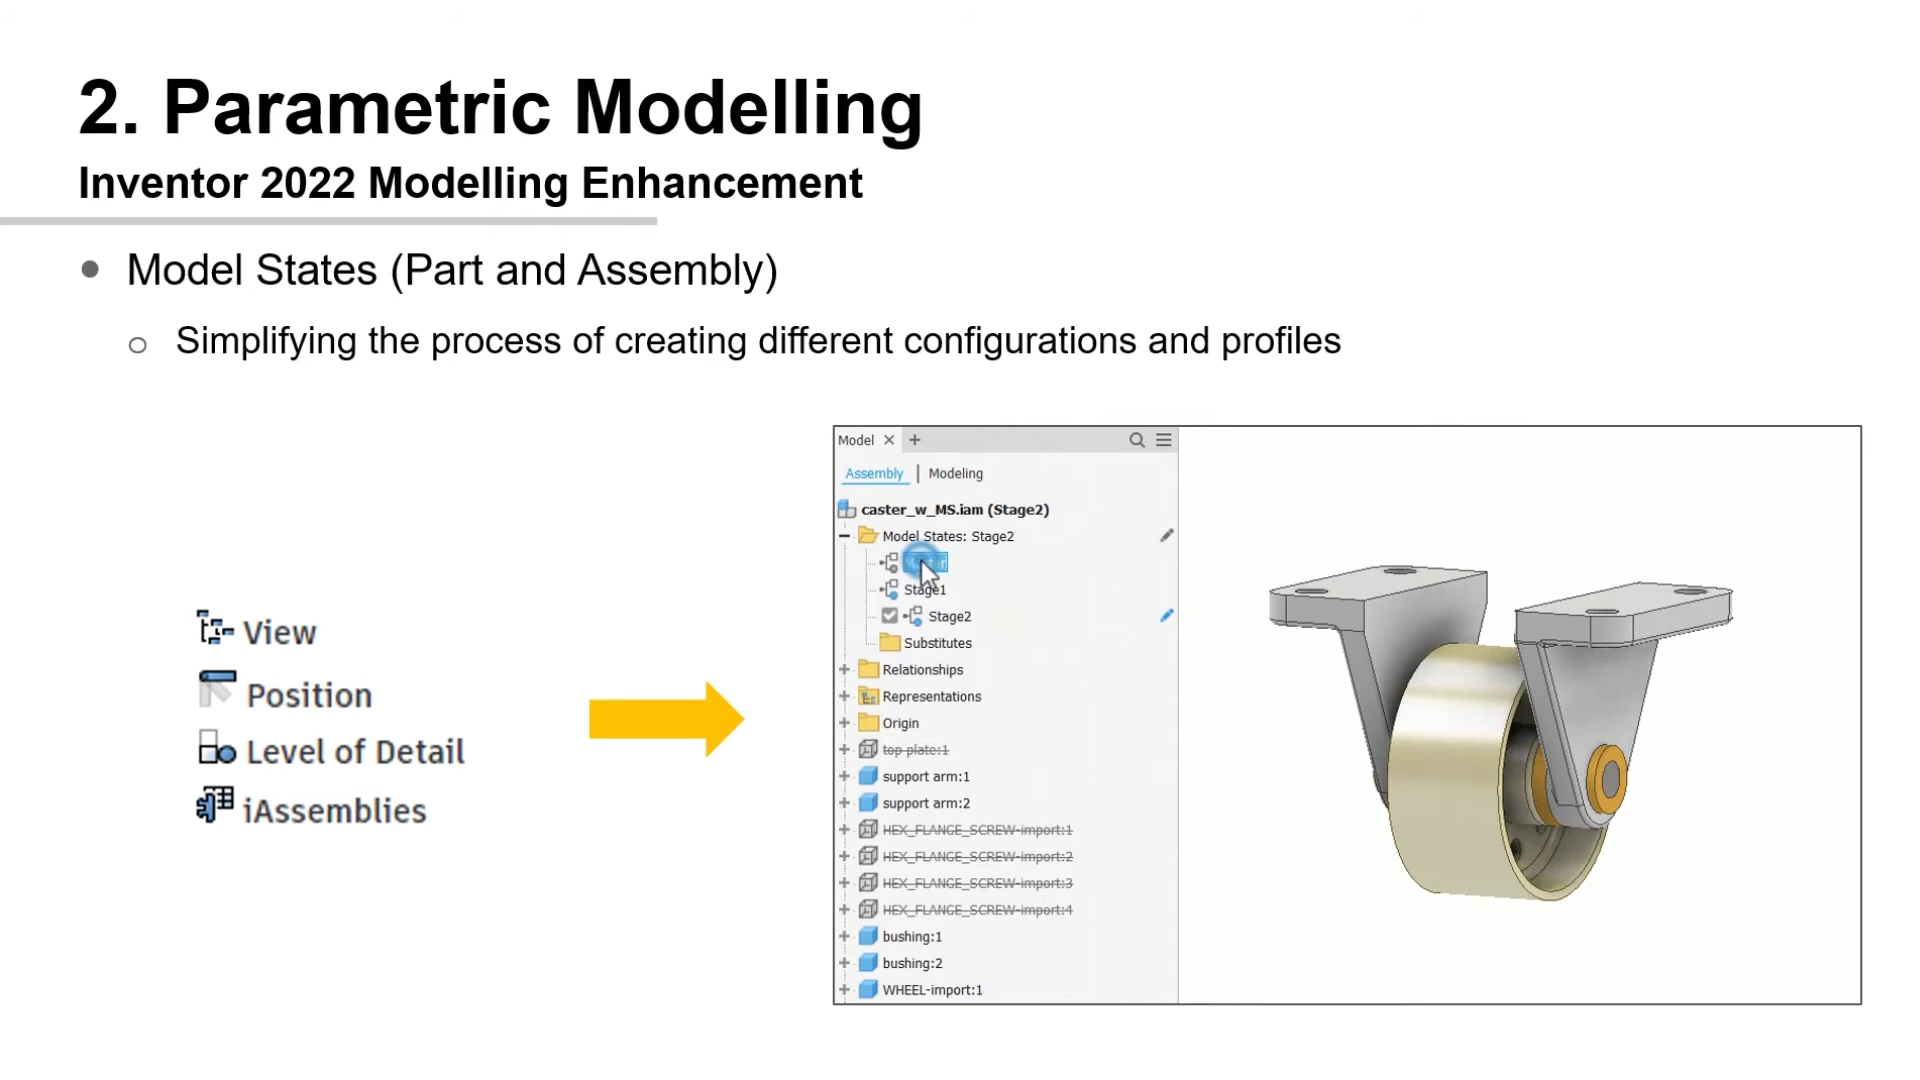 2. Parametric Modelling
Inventor 2022 Modelling Enhancement
Model States (Part and Assembly)
Simplifying the process of creating different configurations and profiles
View
Position
Level of Detail
iAssemblies
Model
Assembly | Modeling
caster_w_MS.iam (Stage2)
Model States: Stage2
Stage1
Stage2
Substitutes
Relationships
Representations
Origin
top plate:1
support arm:1
support arm:2
HEX_FLANGE_SCREW-import:1
HEX_FLANGE_SCREW-import:2
HEX_FLANGE_SCREW-import:3
HEX_FLANGE_SCREW-import:4
bushing:1
bushing:2
WHEEL-import:1